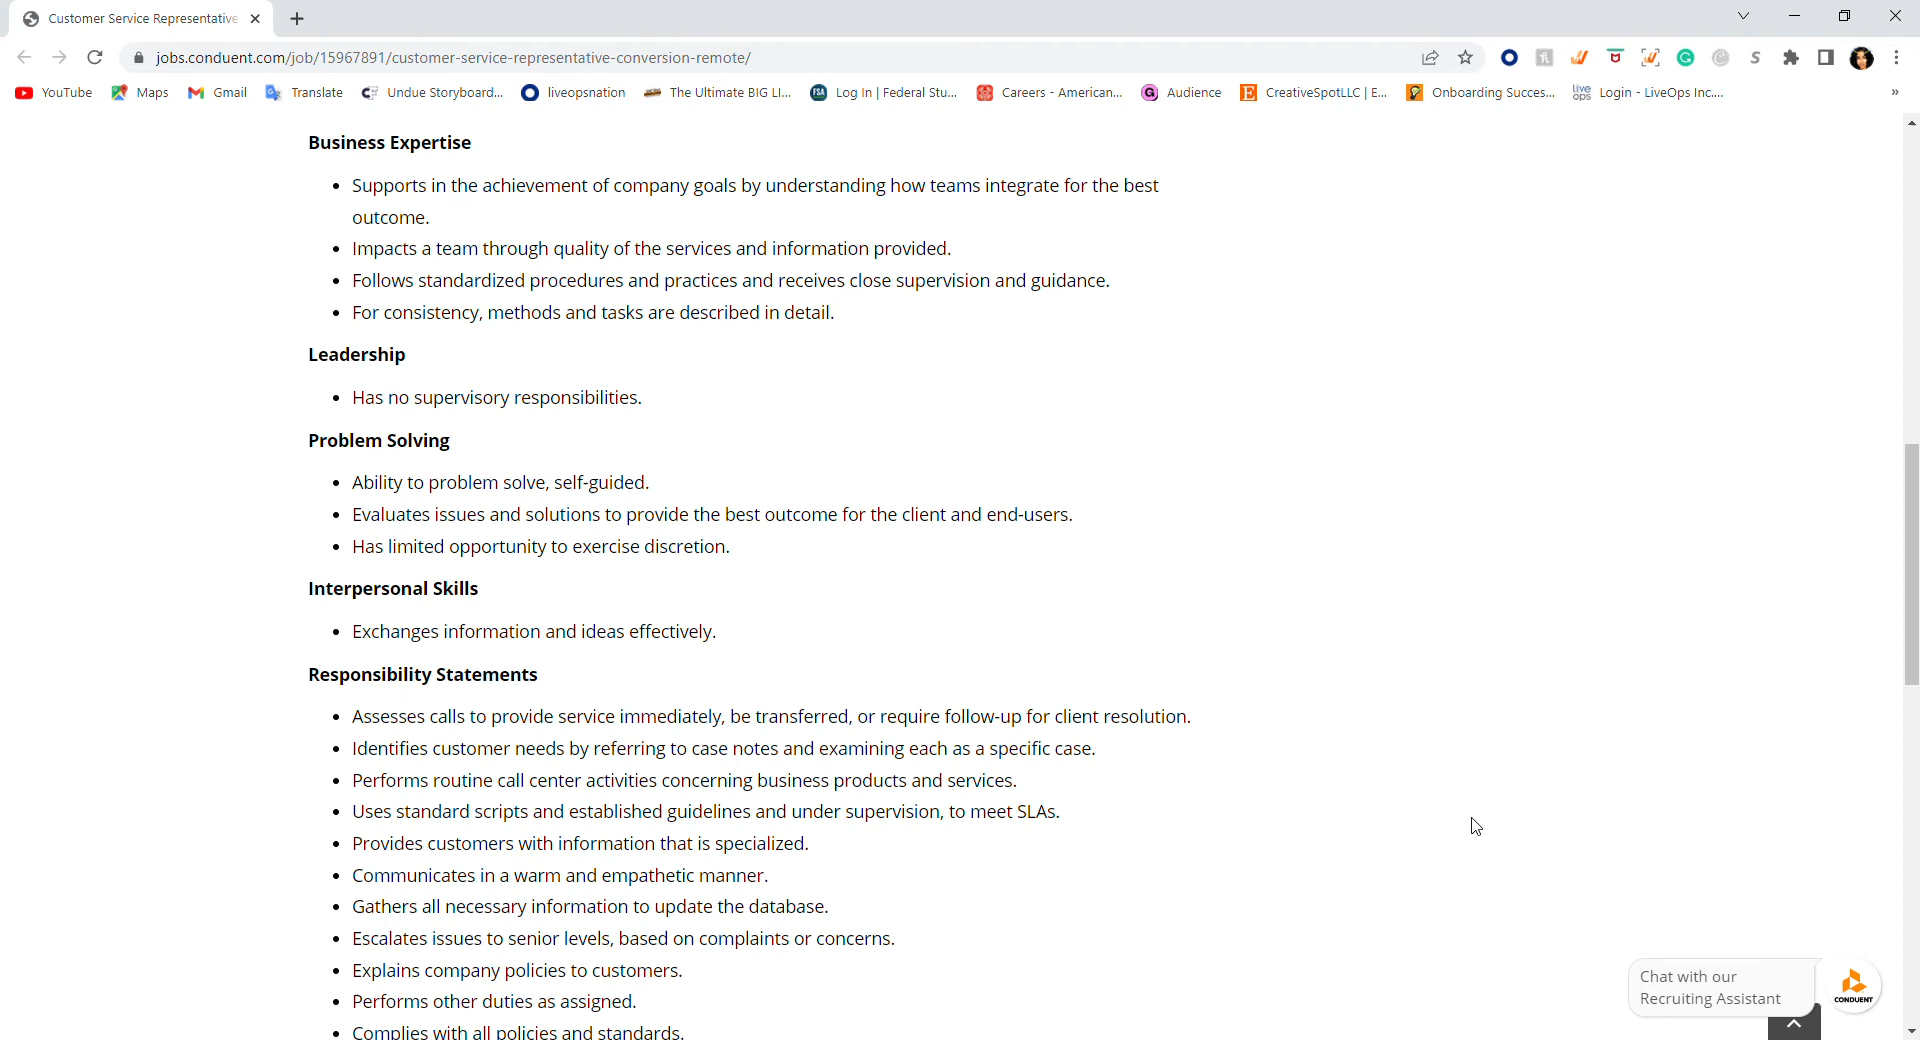 Customer Service Representative
jobs.conduent.com/job/15967891/customer-service-representative-conversion-remote/
YouTube Maps Gmail Translate Undue Storyboard... liveopsnation The Ultimate BIG LI... Log In | Federal Stu... Careers - American... Audience CreativeSpotLLC | E... Onboarding Succes... Login - LiveOps Inc.... »
Business Expertise
• Supports in the achievement of company goals by understanding how teams integrate for the best
outcome.
• Impacts a team through quality of the services and information provided.
• Follows standardized procedures and practices and receives close supervision and guidance.
• For consistency, methods and tasks are described in detail.
Leadership
• Has no supervisory responsibilities.
Problem Solving
• Ability to problem solve, self-guided.
• Evaluates issues and solutions to provide the best outcome for the client and end-users.
• Has limited opportunity to exercise discretion.
Interpersonal Skills
• Exchanges information and ideas effectively.
Responsibility Statements
• Assesses calls to provide service immediately, be transferred, or require follow-up for client resolution.
• Identifies customer needs by referring to case notes and examining each as a specific case.
• Performs routine call center activities concerning business products and services.
• Uses standard scripts and established guidelines and under supervision, to meet SLAs.
• Provides customers with information that is specialized.
• Communicates in a warm and empathetic manner.
• Gathers all necessary information to update the database.
• Escalates issues to senior levels, based on complaints or concerns.
• Explains company policies to customers.
• Performs other duties as assigned.
• Complies with all policies and standards.
Chat with our
Recruiting Assistant
CONDUENT